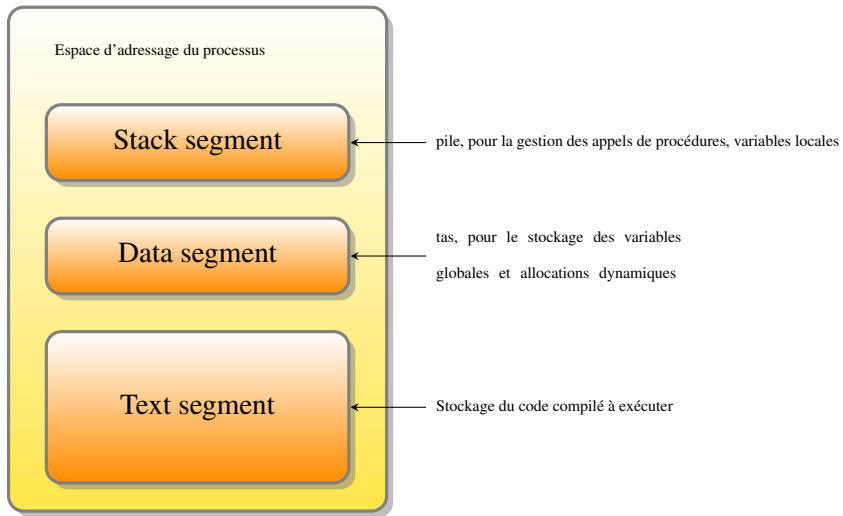 Espace d'adressage du processus
Stack segment
pile, pour la gestion des appels de procédures, variables locales
Data segment
tas, pour le stockage des variables
globales et allocations dynamiques
Text segment
Stockage du code compilé à exécuter